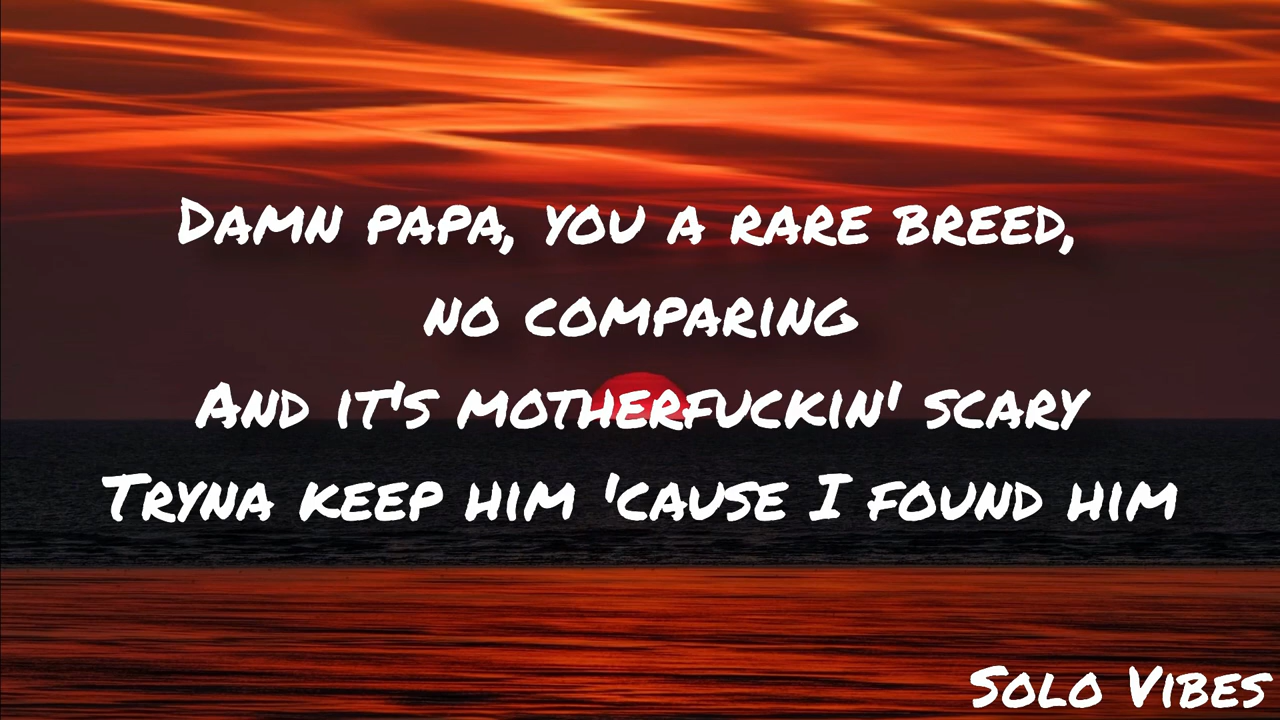 Damn papa, you a rare breed,
no comparing
And it's motherfuckin' scary
Tryna keep him 'cause I found him
Solo Vibes